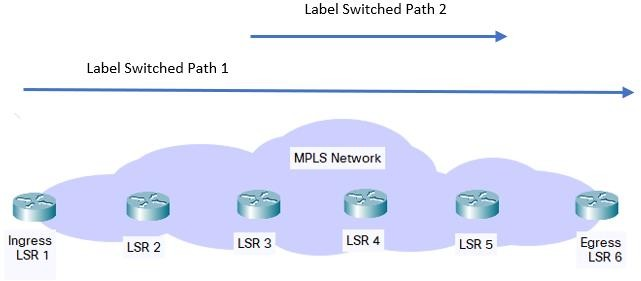 Label Switched Path 2
Label Switched Path 1
MPLS Network
Ingress
LSR 1
LSR 2
LSR 3
LSR 4
LSR 5
Egress
LSR 6